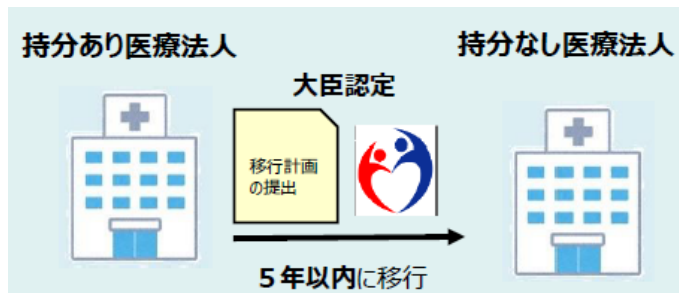 持分あり医療法人
持分なし医療法人
大臣認定
移行計画
の提出
５年以内に移行